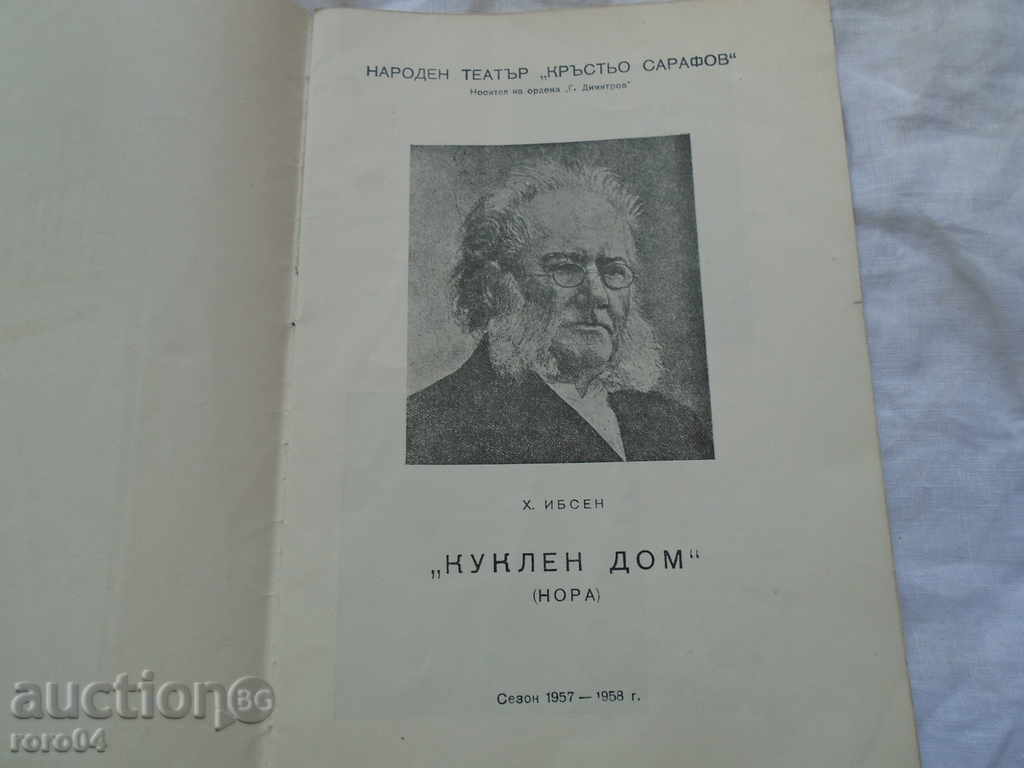 НАРОДЕН ТЕАТЪР „КРЪСТЬО САРАФОВ“
Носител на ордена „Г. Димитров“
Х. ИБСЕН
„КУКЛЕН ДОМ“
(НОРА)
Сезон 1957 — 1958 г.
auction BG
roro04